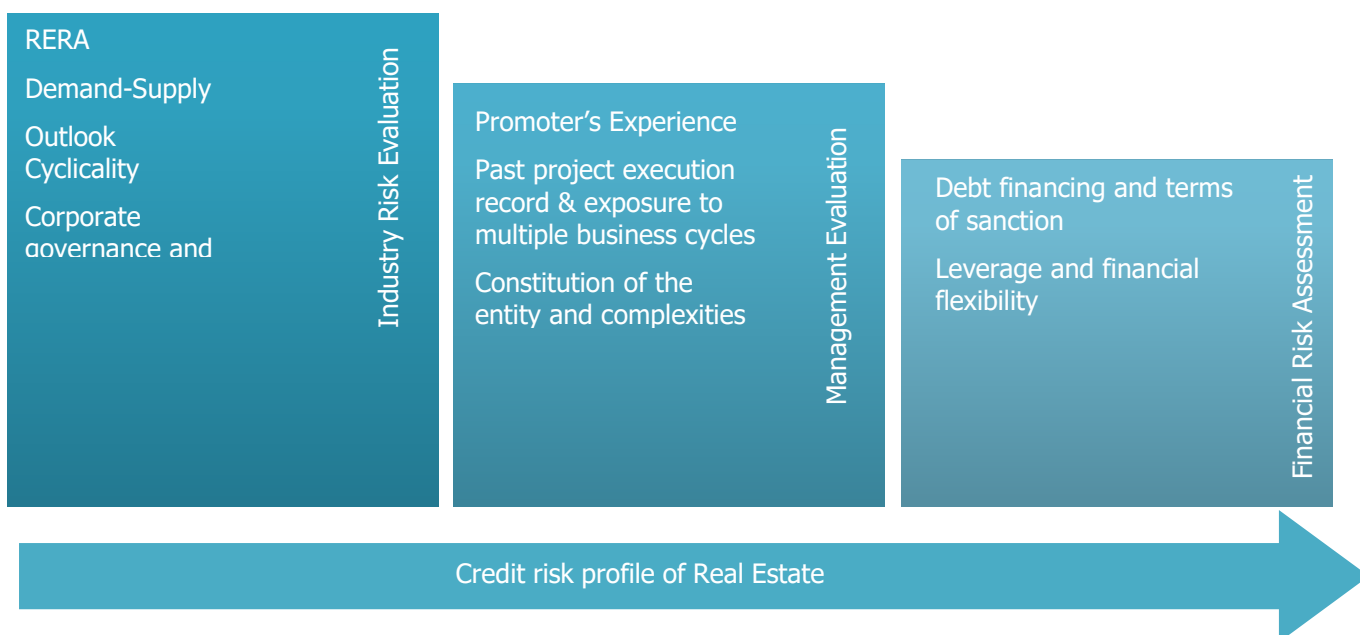 RERA
Demand-Supply
Outlook
Cyclicality
Corporate
governance and
Industry Risk Evaluation
Promoter’s Experience
Past project execution
record & exposure to
multiple business cycles
Constitution of the
entity and complexities
Management Evaluation
Debt financing and terms
of sanction
Leverage and financial
flexibility
Financial Risk Assessment
Credit risk profile of Real Estate